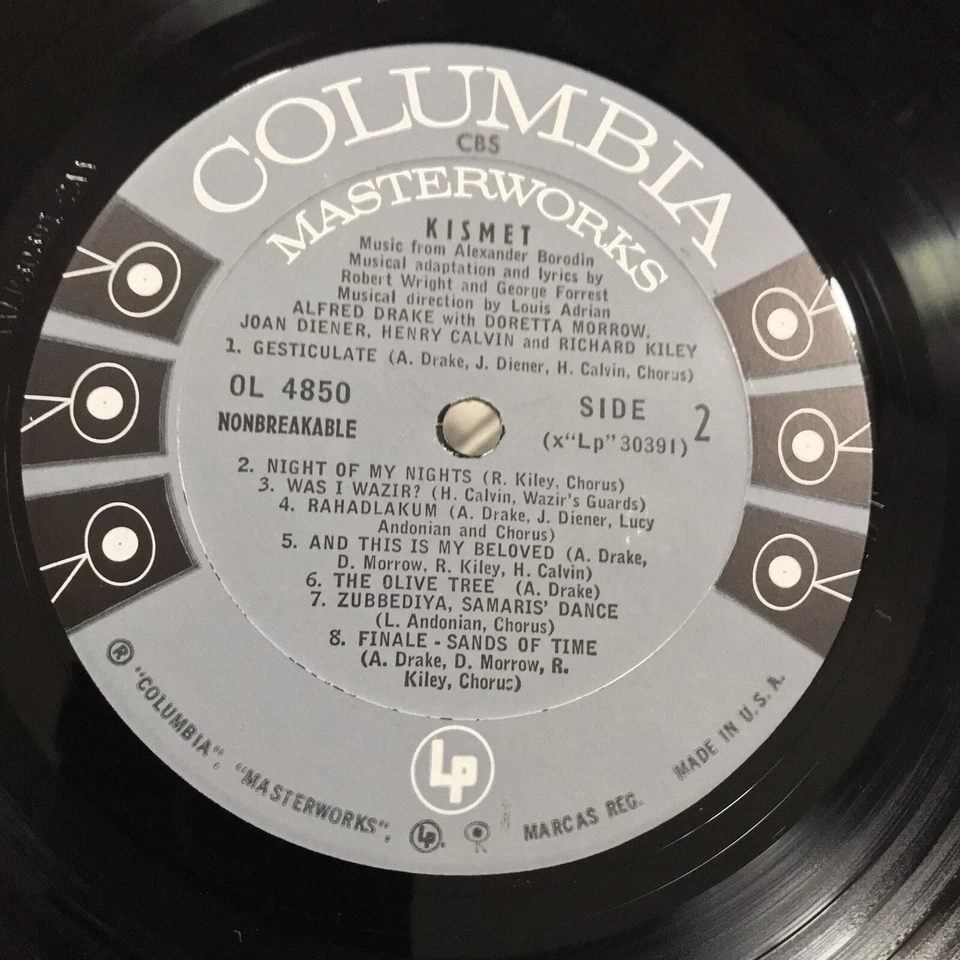 COLUMBIA
CBS
MASTERWORKS
KISMET
Music from Alexander Borodin
Musical adaptation and lyrics by
Robert Wright and George Forrest
Musical direction by Louis Adrian
ALFRED DRAKE with DORETTA MORROW,
JOAN DIENER, HENRY CALVIN and RICHARD KILEY
1. GESTICULATE (A. Drake, J. Diener, H. Calvin, Chorus)
OL 4850
NONBREAKABLE
SIDE 2
(x"Lp"30391)
2. NIGHT OF MY NIGHTS (R. Kiley, Chorus)
3. WAS I WAZIR? (H. Calvin, Wazir's Guards)
4. RAHADLAKUM (A. Drake, J. Diener, Lucy
Andonian and Chorus)
5. AND THIS IS MY BELOVED (A. Drake,
D. Morrow, R. Kiley, H. Calvin)
6. THE OLIVE TREE (A. Drake)
7. ZUBBEDIYA, SAMARIS' DANCE
(L. Andonian, Chorus)
8. FINALE - SANDS OF TIME
(A. Drake, D. Morrow, R.
Kiley, Chorus)
Lp
® "COLUMBIA", "MASTERWORKS", Lp. MARCAS REG. MADE IN U.S.A.